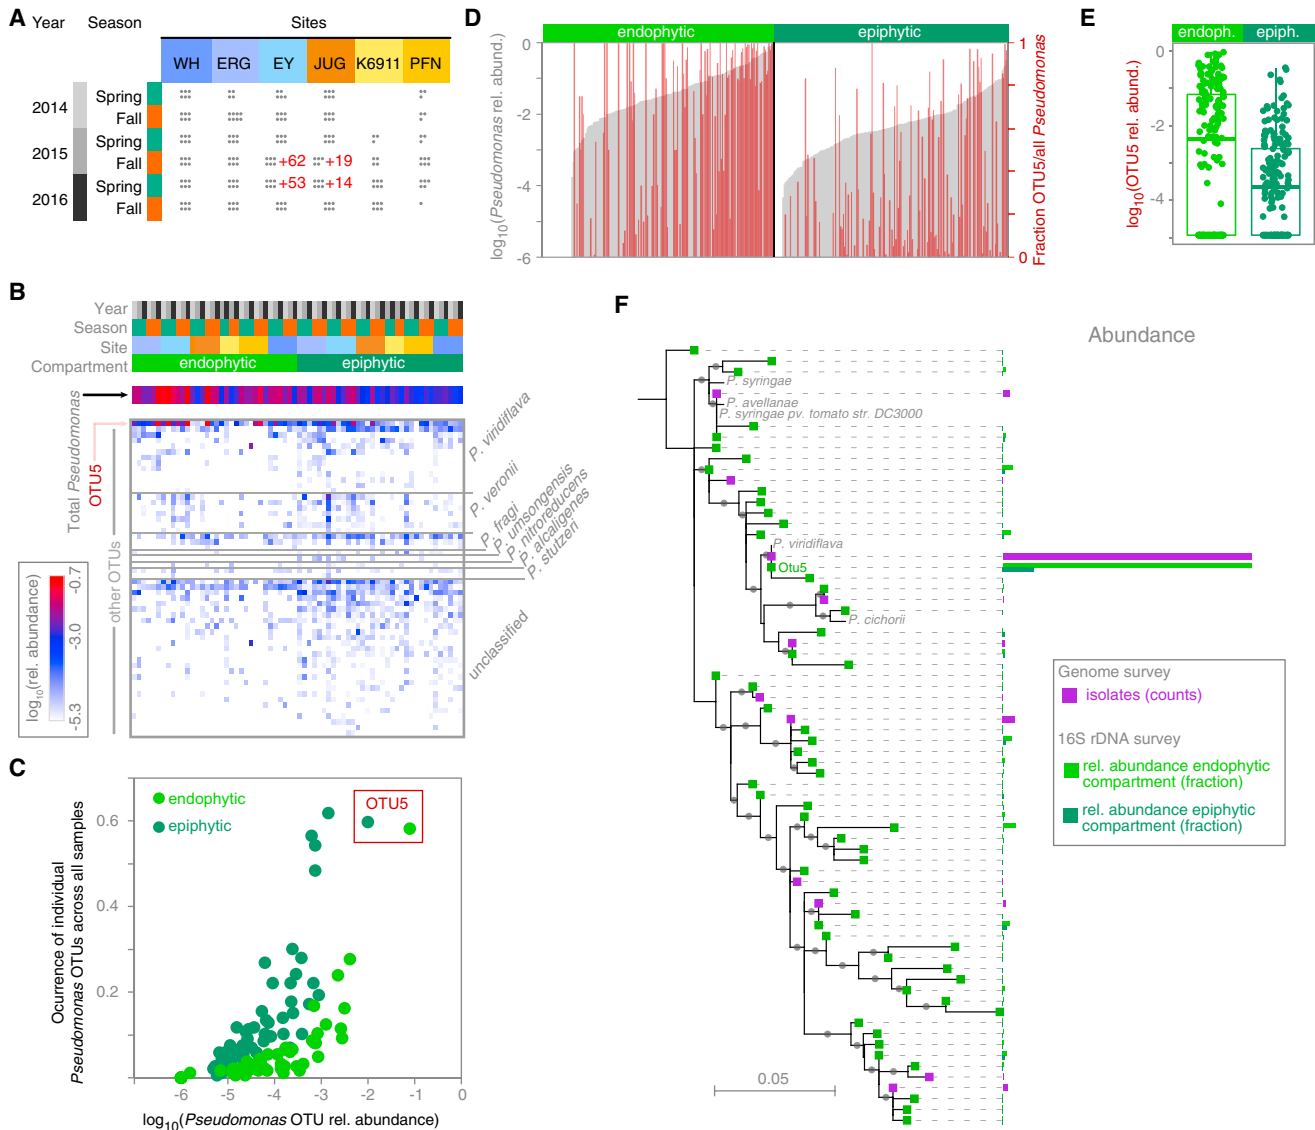 A
Year
Season
Sites
WH
ERG
EY
JUG
K6911
PFN
2014
Spring
Fall
2015
Spring
Fall
+62
+19
2016
Spring
+53
+14
Fall
B
Year
Season
Site
Compartment
endophytic
epiphytic
Total Pseudomonas
OTU5
other OTUs
P. viridiflava
P. veronii
P. fragi
P. umsongensis
P. nitroreducens
P. alcaligenes
P. stutzeri
unclassified
log10(rel. abundance)
-0.7
-3.0
-5.3
C
endophytic
epiphytic
OTU5
0.6
0.4
0.2
Ocurrence of individual
Pseudomonas OTUs across all samples
-6
-5
-4
-3
-2
-1
0
log10(Pseudomonas OTU rel. abundance)
D
endophytic
epiphytic
0
-2
-4
-6
log10(Pseudomonas rel. abund.)
1
0
Fraction OTU5/all Pseudomonas
E
endoph.
epiph.
0
-2
-4
log10(OTU5 rel. abund.)
F
Abundance
P. syringae
P. avellanae
P. syringae pv. tomato str. DC3000
P. viridiflava
Otu5
P. cichorii
0.05
Genome survey
isolates (counts)
16S rDNA survey
rel. abundance endophytic
compartment (fraction)
rel. abundance epiphytic
compartment (fraction)